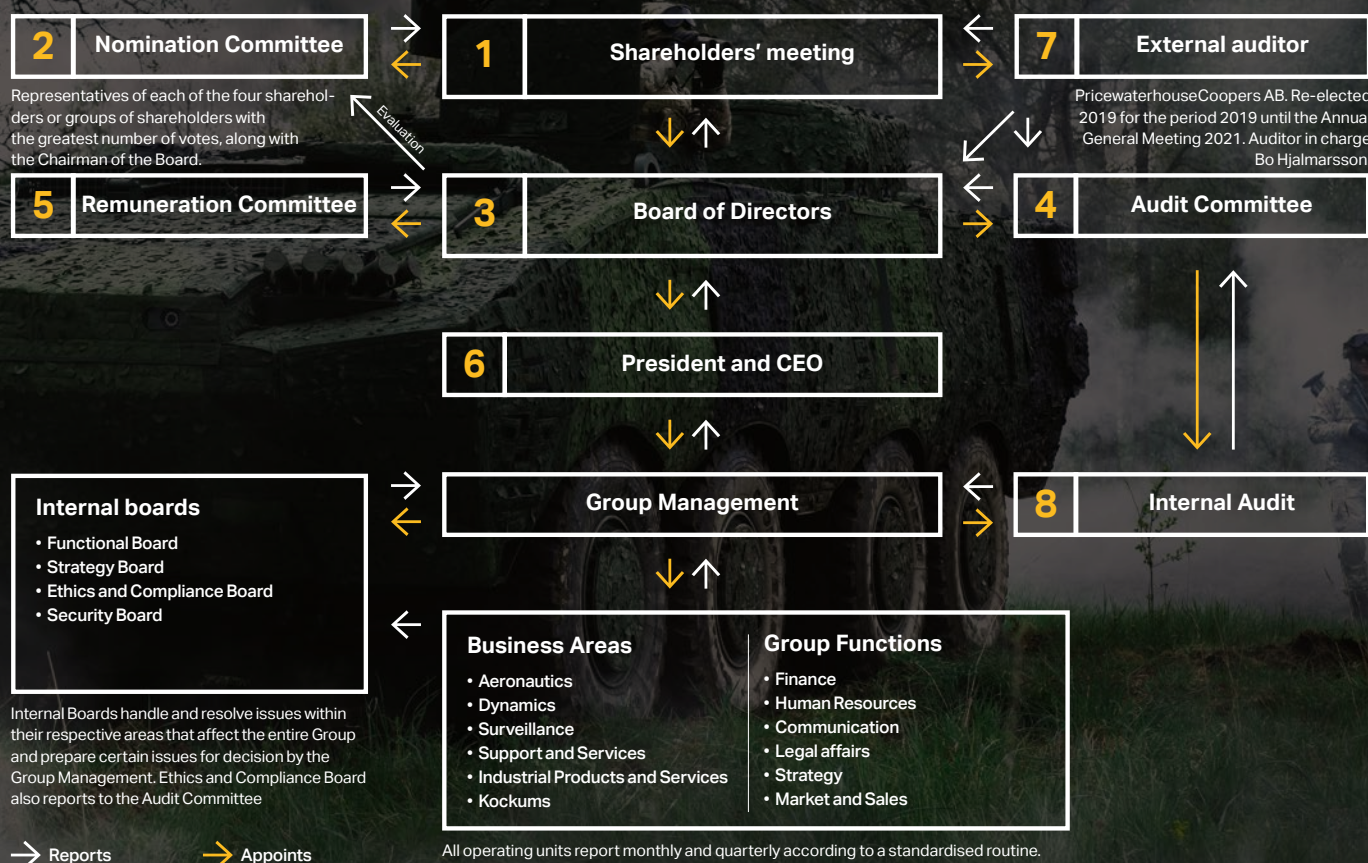 2
Nomination Committee
1
Shareholders’ meeting
7
External auditor
Representatives of each of the four sharehol-
ders or groups of shareholders with
the greatest number of votes, along with
the Chairman of the Board.
Evaluation
PricewaterhouseCoopers AB. Re-elected
2019 for the period 2019 until the Annual
General Meeting 2021. Auditor in charge
Bo Hjalmarsson.
5
Remuneration Committee
3
Board of Directors
4
Audit Committee
6
President and CEO
Internal boards
• Functional Board
• Strategy Board
• Ethics and Compliance Board
• Security Board
Group Management
8
Internal Audit
Internal Boards handle and resolve issues within
their respective areas that affect the entire Group
and prepare certain issues for decision by the
Group Management. Ethics and Compliance Board
also reports to the Audit Committee
Business Areas
• Aeronautics
• Dynamics
• Surveillance
• Support and Services
• Industrial Products and Services
• Kockums
Group Functions
• Finance
• Human Resources
• Communication
• Legal affairs
• Strategy
• Market and Sales
Reports
Appoints
All operating units report monthly and quarterly according to a standardised routine.